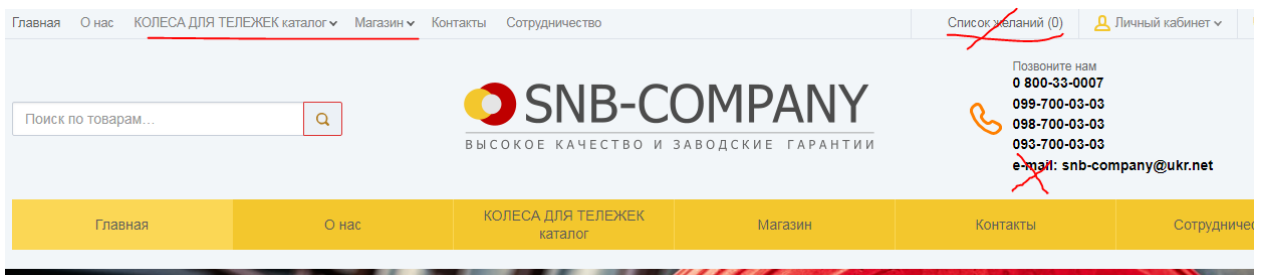 Главная О нас КОЛЕСА ДЛЯ ТЕЛЕЖЕК каталог Магазин Контакты Сотрудничество Список желаний (0) Личный кабинет
Позвоните нам
0 800-33-0007
099-700-03-03
098-700-03-03
093-700-03-03
e-mail: snb-company@ukr.net
Поиск по товарам...
SNB-COMPANY
ВЫСОКОЕ КАЧЕСТВО И ЗАВОДСКИЕ ГАРАНТИИ
Главная О нас КОЛЕСА ДЛЯ ТЕЛЕЖЕК
каталог Магазин Контакты Сотрудничес